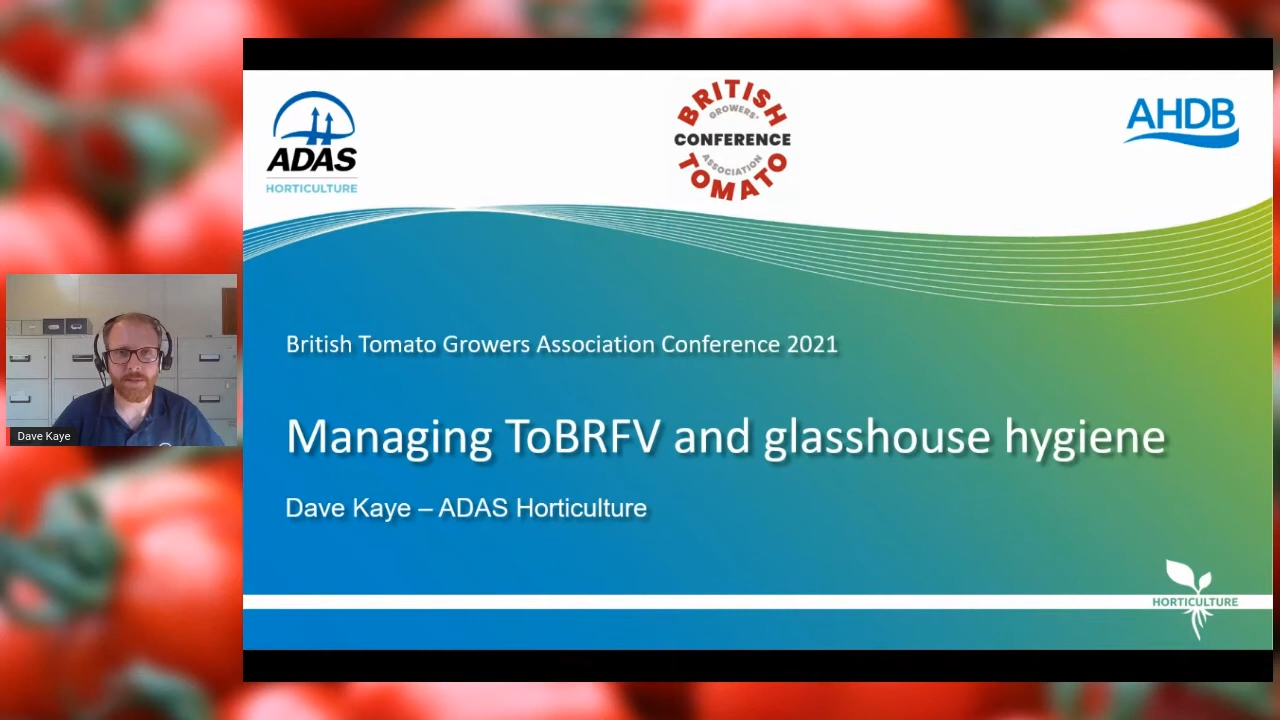 ADAS
HORTICULTURE
BRITISH
GROWERS'
CONFERENCE
ASSOCIATION
TOMATO
AHDB
British Tomato Growers Association Conference 2021
Managing ToBRFV and glasshouse hygiene
Dave Kaye – ADAS Horticulture
Dave Kaye
HORTICULTURE